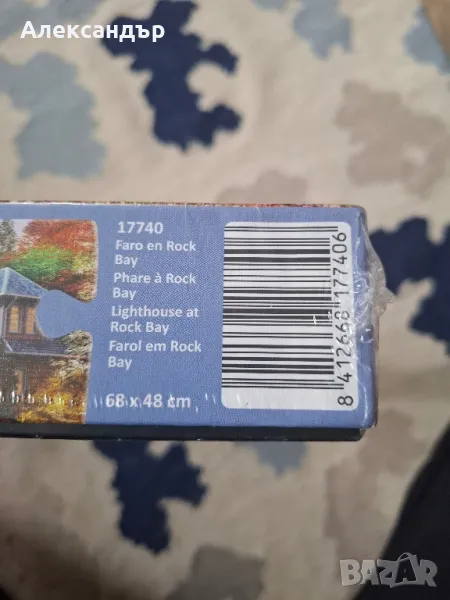 Александър
17740
Faro en Rock
Bay
Phare à Rock
Bay
Lighthouse at
Rock Bay
Farol em Rock
Bay
68 x 48 cm
8 412668 177406
BAZAR